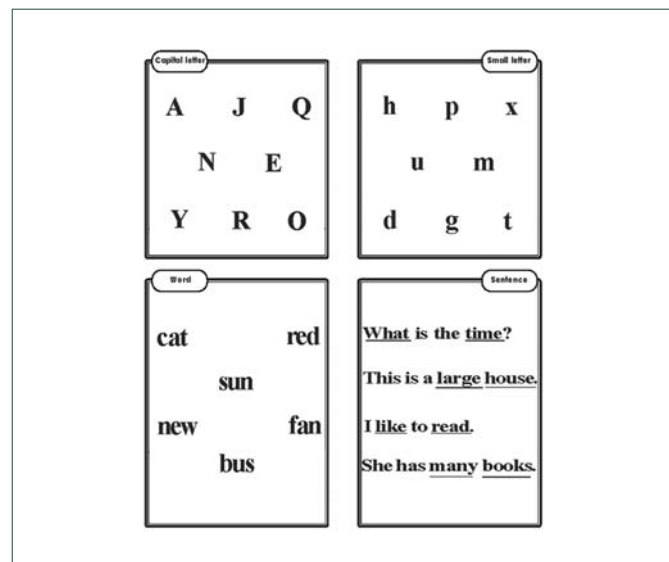 Capital letter
A J Q
N E
Y R O
Small letter
h p x
u m
d g t
Word
cat red
sun
new fan
bus
Sentence
What is the time?
This is a large house.
I like to read.
She has many books.